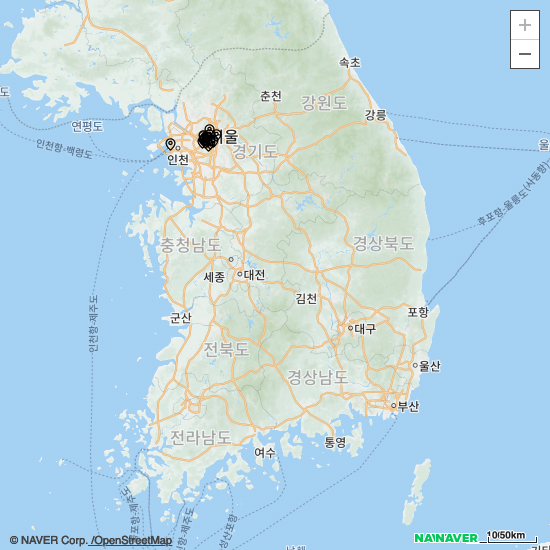 +
속초
춘천
강원도
강릉
도
연평도
서울
인천항-백령도
인천
경기도
울
후포항-울릉도(사동항)
충청남도
경상북도
세종
대전
인천항-제주도
김천
군산
포항
대구
전북도
울산
경상남도
부산
전라남도
통영
여수
© NAVER Corp. /OpenStreetMap
NAVER
10/50km